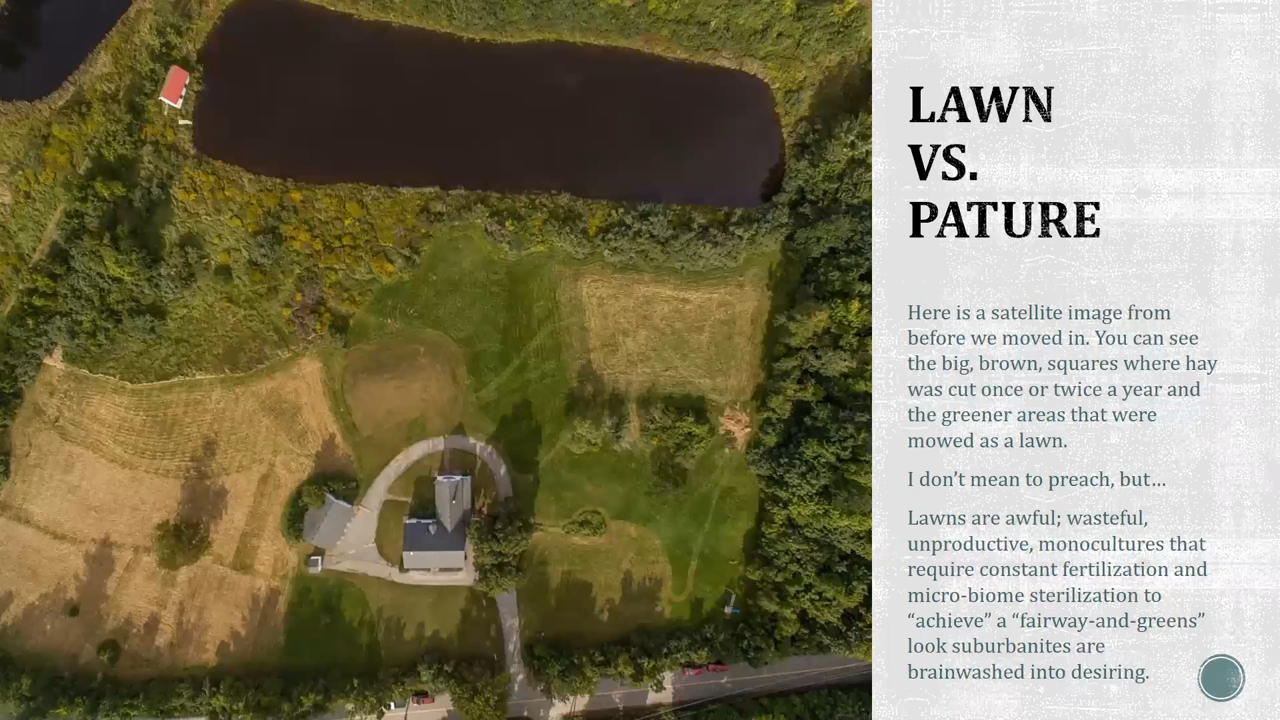 LAWN
VS.
PATURE
Here is a satellite image from
before we moved in. You can see
the big, brown, squares where hay
was cut once or twice a year and
the greener areas that were
mowed as a lawn.
I don’t mean to preach, but…
Lawns are awful; wasteful,
unproductive, monocultures that
require constant fertilization and
micro-biome sterilization to
“achieve” a “fairway-and-greens”
look suburbanites are
brainwashed into desiring.